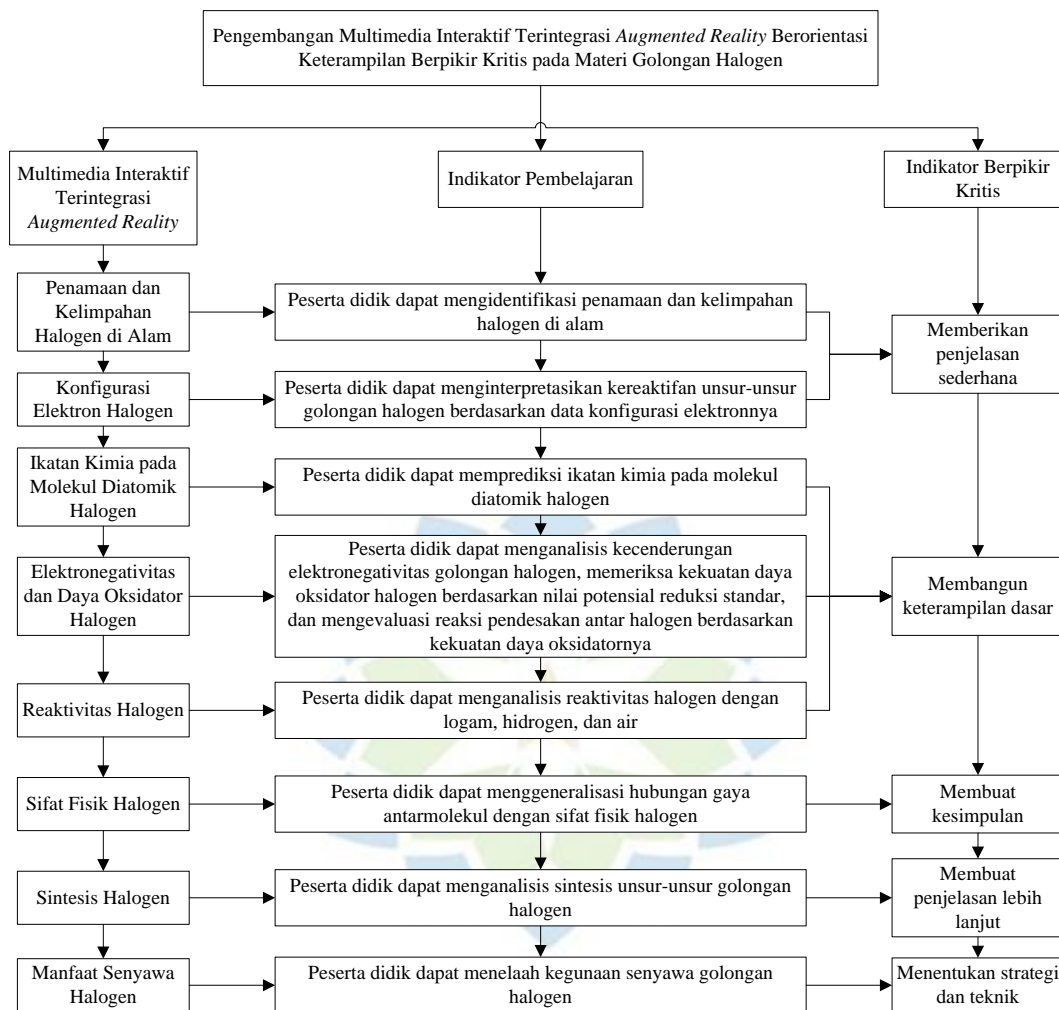 Pengembangan Multimedia Interaktif Terintegrasi Augmented Reality Berorientasi
Keterampilan Berpikir Kritis pada Materi Golongan Halogen
Multimedia Interaktif
Terintegrasi
Augmented Reality
Indikator Pembelajaran
Indikator Berpikir
Kritis
Penamaan dan
Kelimpahan
Halogen di Alam
Peserta didik dapat mengidentifikasi penamaan dan kelimpahan
halogen di alam
Memberikan
penjelasan
sederhana
Konfigurasi
Elektron Halogen
Peserta didik dapat menginterpretasikan kereaktifan unsur-unsur
golongan halogen berdasarkan data konfigurasi elektronnya
Ikatan Kimia pada
Molekul Diatomik
Halogen
Peserta didik dapat memprediksi ikatan kimia pada molekul
diatomik halogen
Elektronegativitas
dan Daya Oksidator
Halogen
Peserta didik dapat menganalisis kecenderungan
elektronegativitas golongan halogen, memeriksa kekuatan daya
oksidator halogen berdasarkan nilai potensial reduksi standar,
dan mengevaluasi reaksi pendesakan antar halogen berdasarkan
kekuatan daya oksidatornya
Membangun
keterampilan dasar
Reaktivitas Halogen
Peserta didik dapat menganalisis reaktivitas halogen dengan
logam, hidrogen, dan air
Sifat Fisik Halogen
Peserta didik dapat menggeneralisasi hubungan gaya
antarmolekul dengan sifat fisik halogen
Membuat
kesimpulan
Sintesis Halogen
Peserta didik dapat menganalisis sintesis unsur-unsur golongan
halogen
Membuat
penjelasan lebih
lanjut
Manfaat Senyawa
Halogen
Peserta didik dapat menelaah kegunaan senyawa golongan
halogen
Menentukan strategi
dan teknik